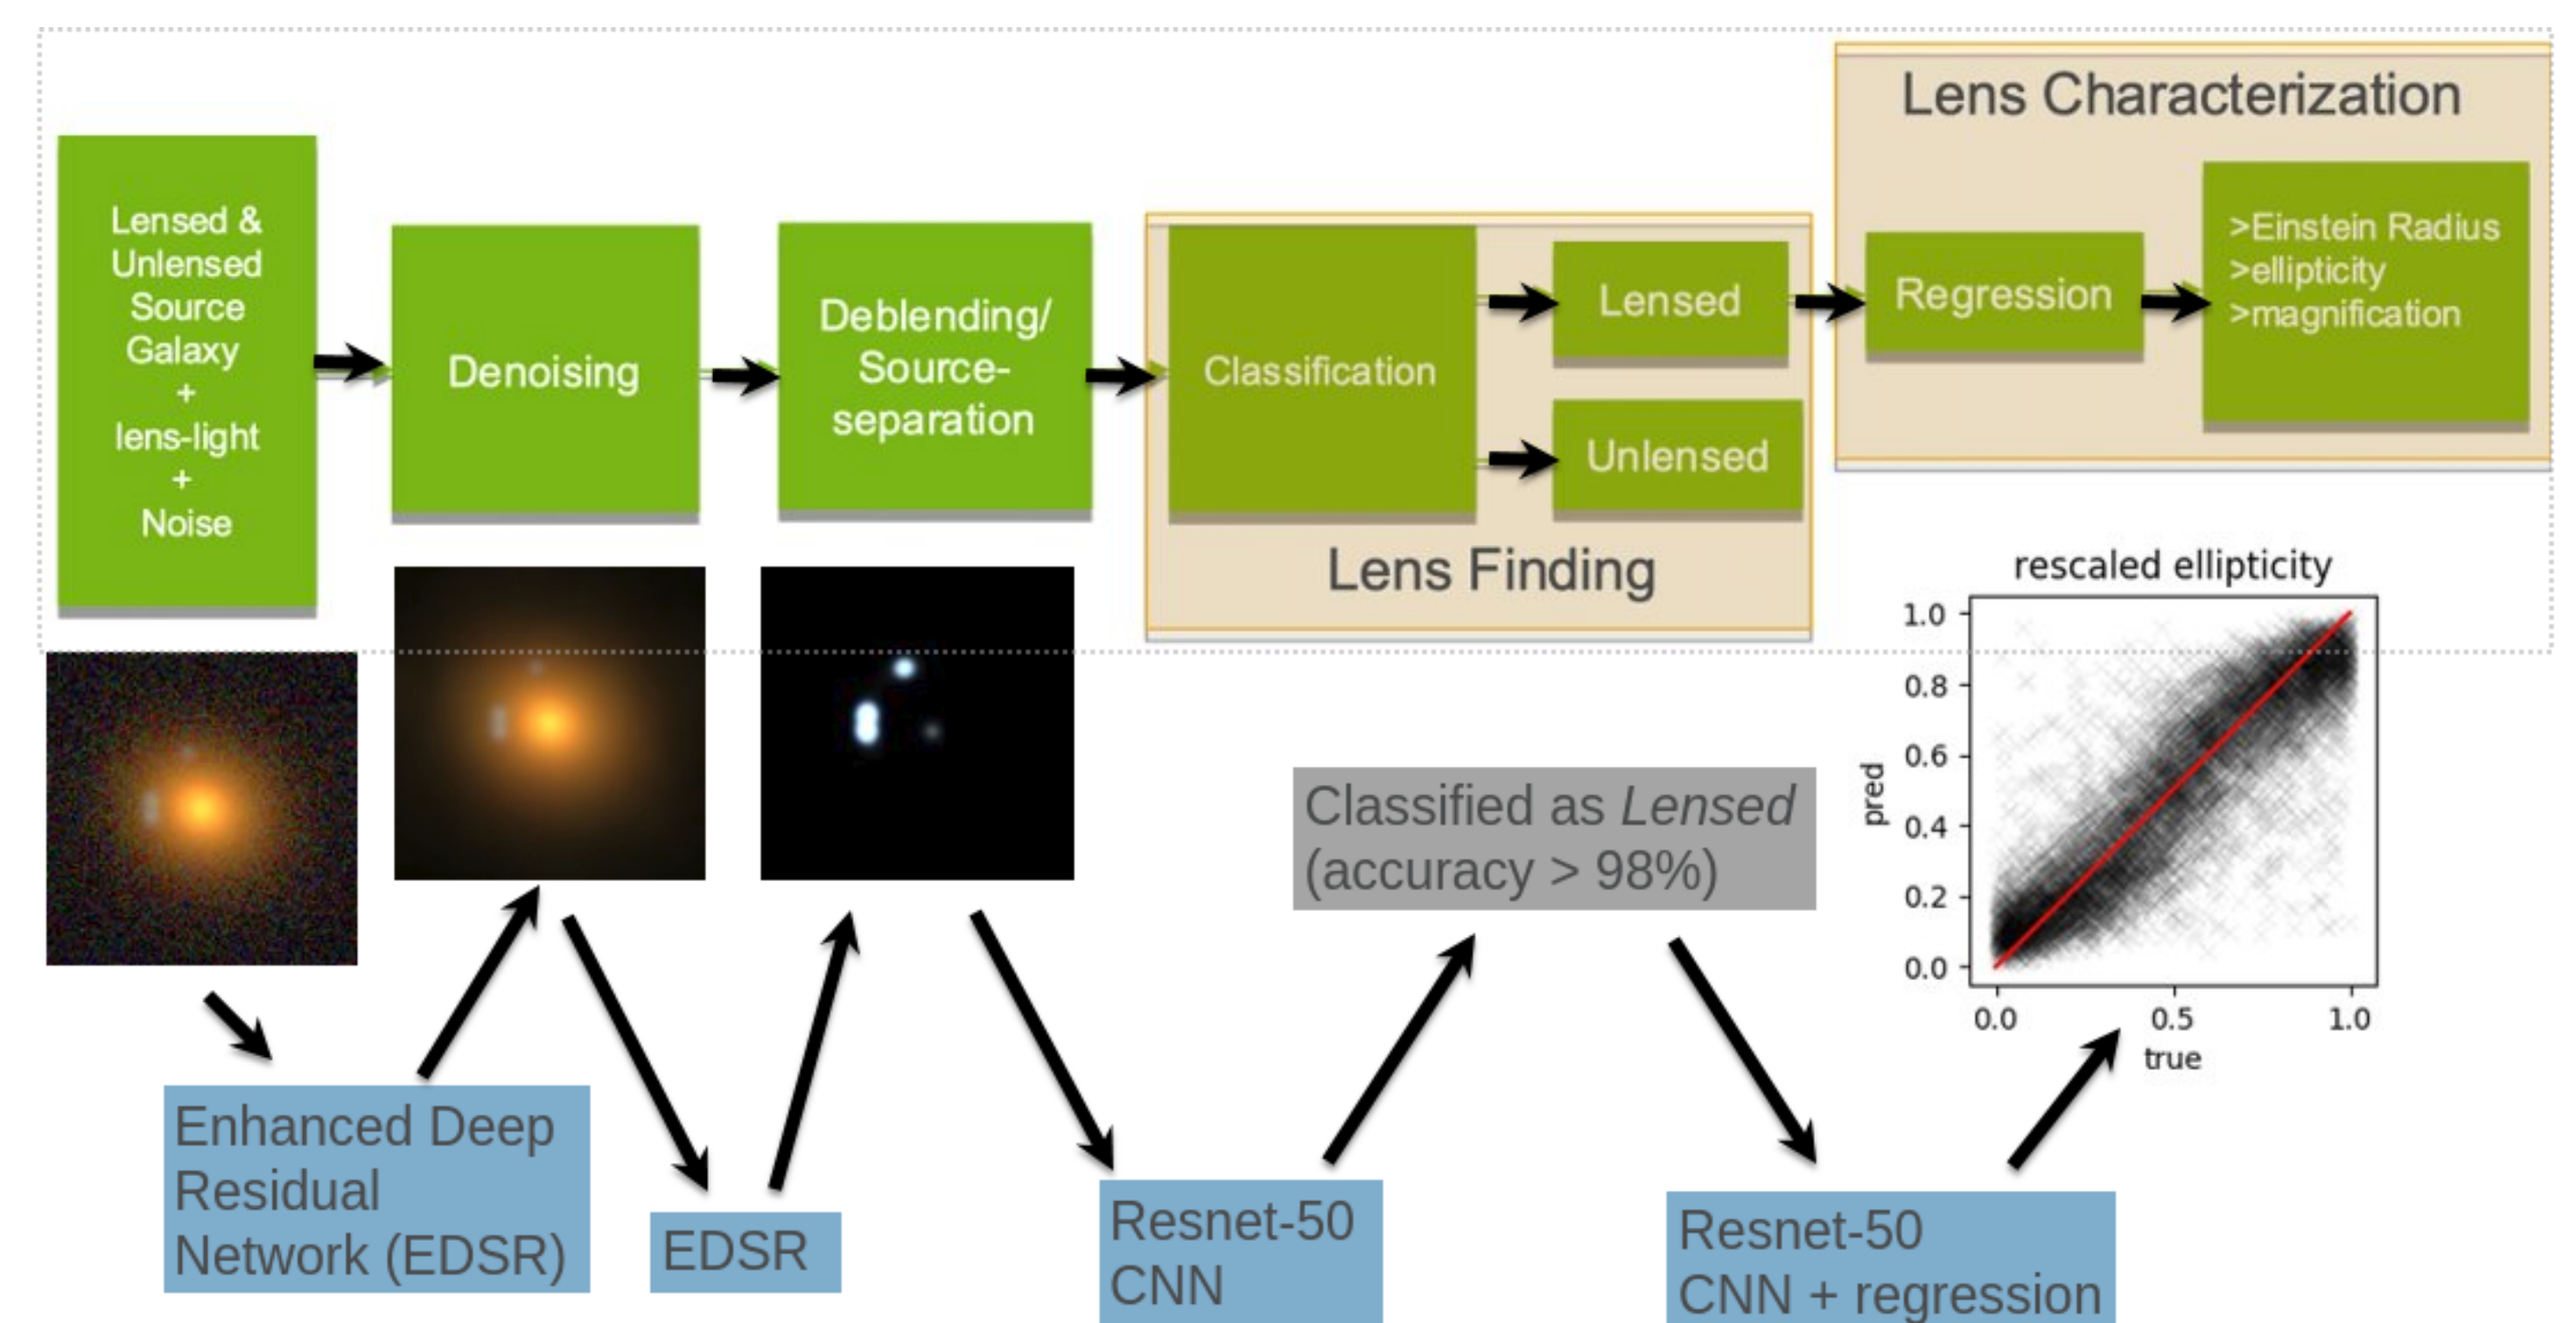 Lens Characterization
Lensed &
Unlensed
Source
Galaxy
+
lens-light
+
Noise
Denoising
Deblending/
Source-
separation
Classification
Lensed
Unlensed
Lens Finding
Regression
>Einstein Radius
>ellipticity
>magnification
rescaled ellipticity
1.0
0.8
0.6
0.4
0.2
0.0
pred
0.0 0.5 1.0
true
Classified as Lensed
(accuracy > 98%)
Enhanced Deep
Residual
Network (EDSR)
EDSR
Resnet-50
CNN
Resnet-50
CNN + regression